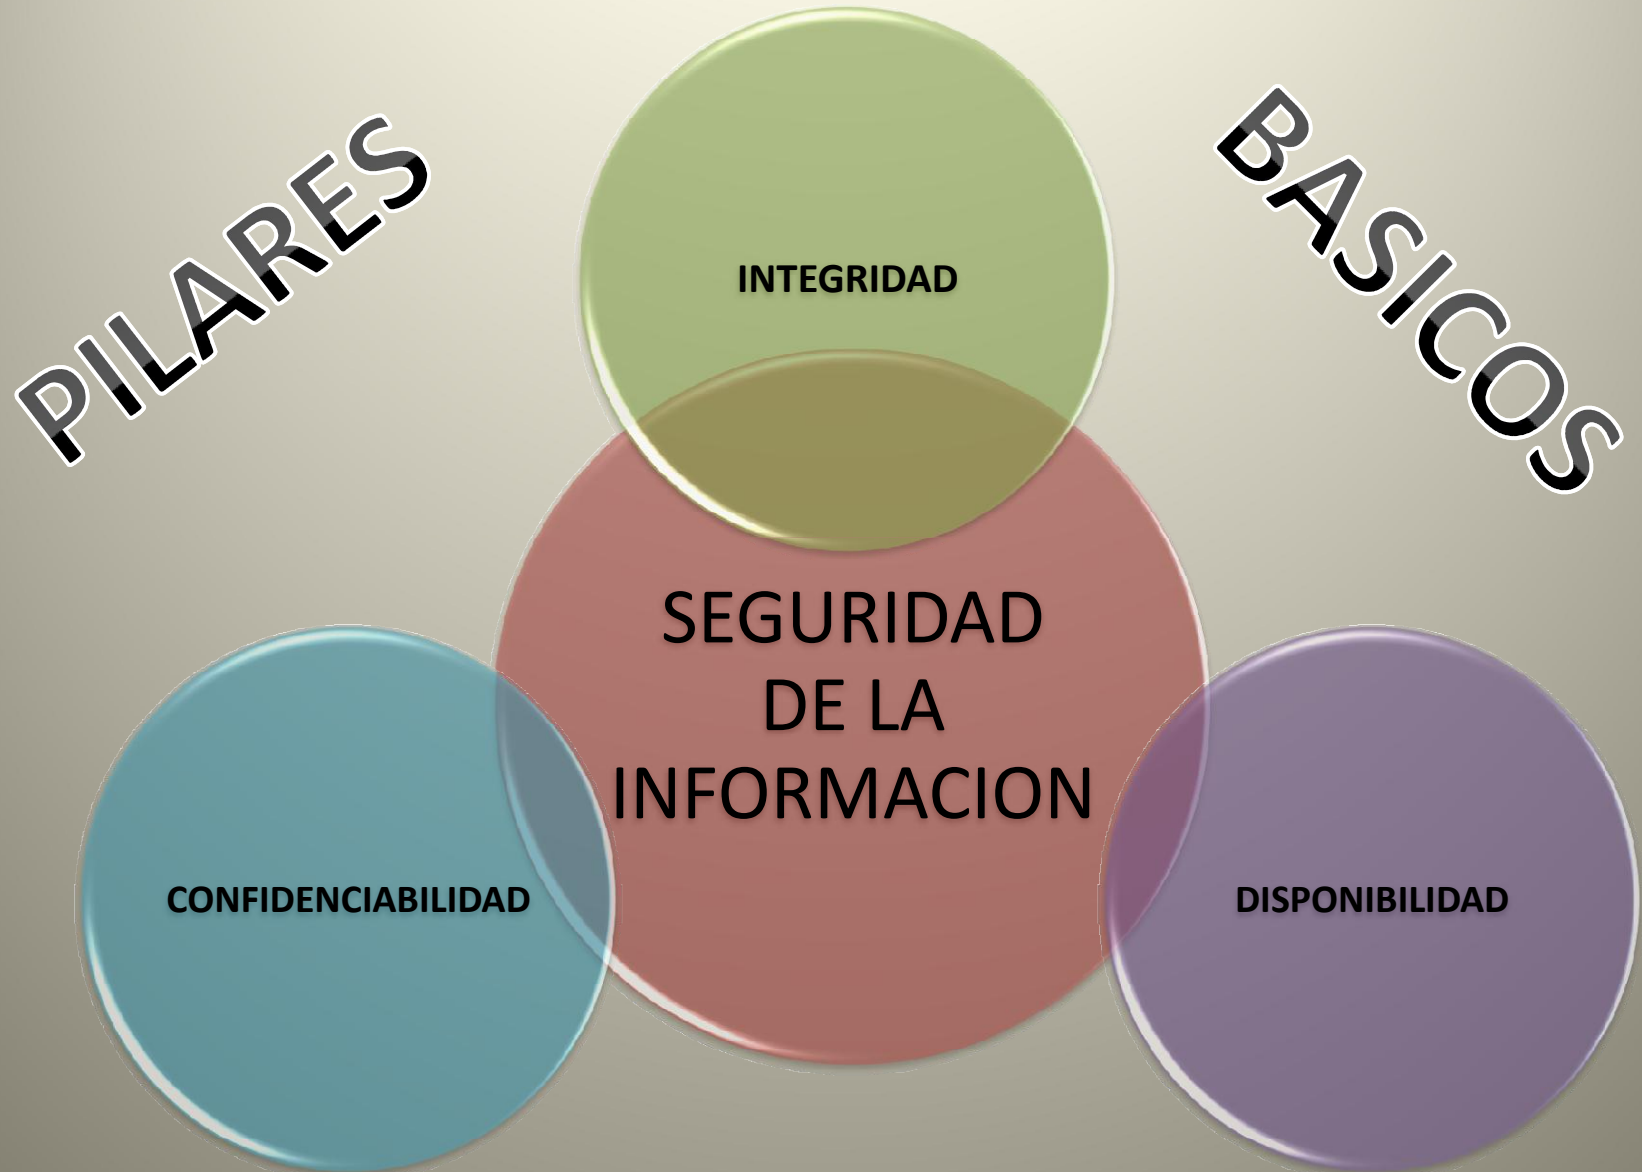 PILARES
BASICOS
INTEGRIDAD
SEGURIDAD
DE LA
INFORMACION
CONFIDENCIABILIDAD
DISPONIBILIDAD